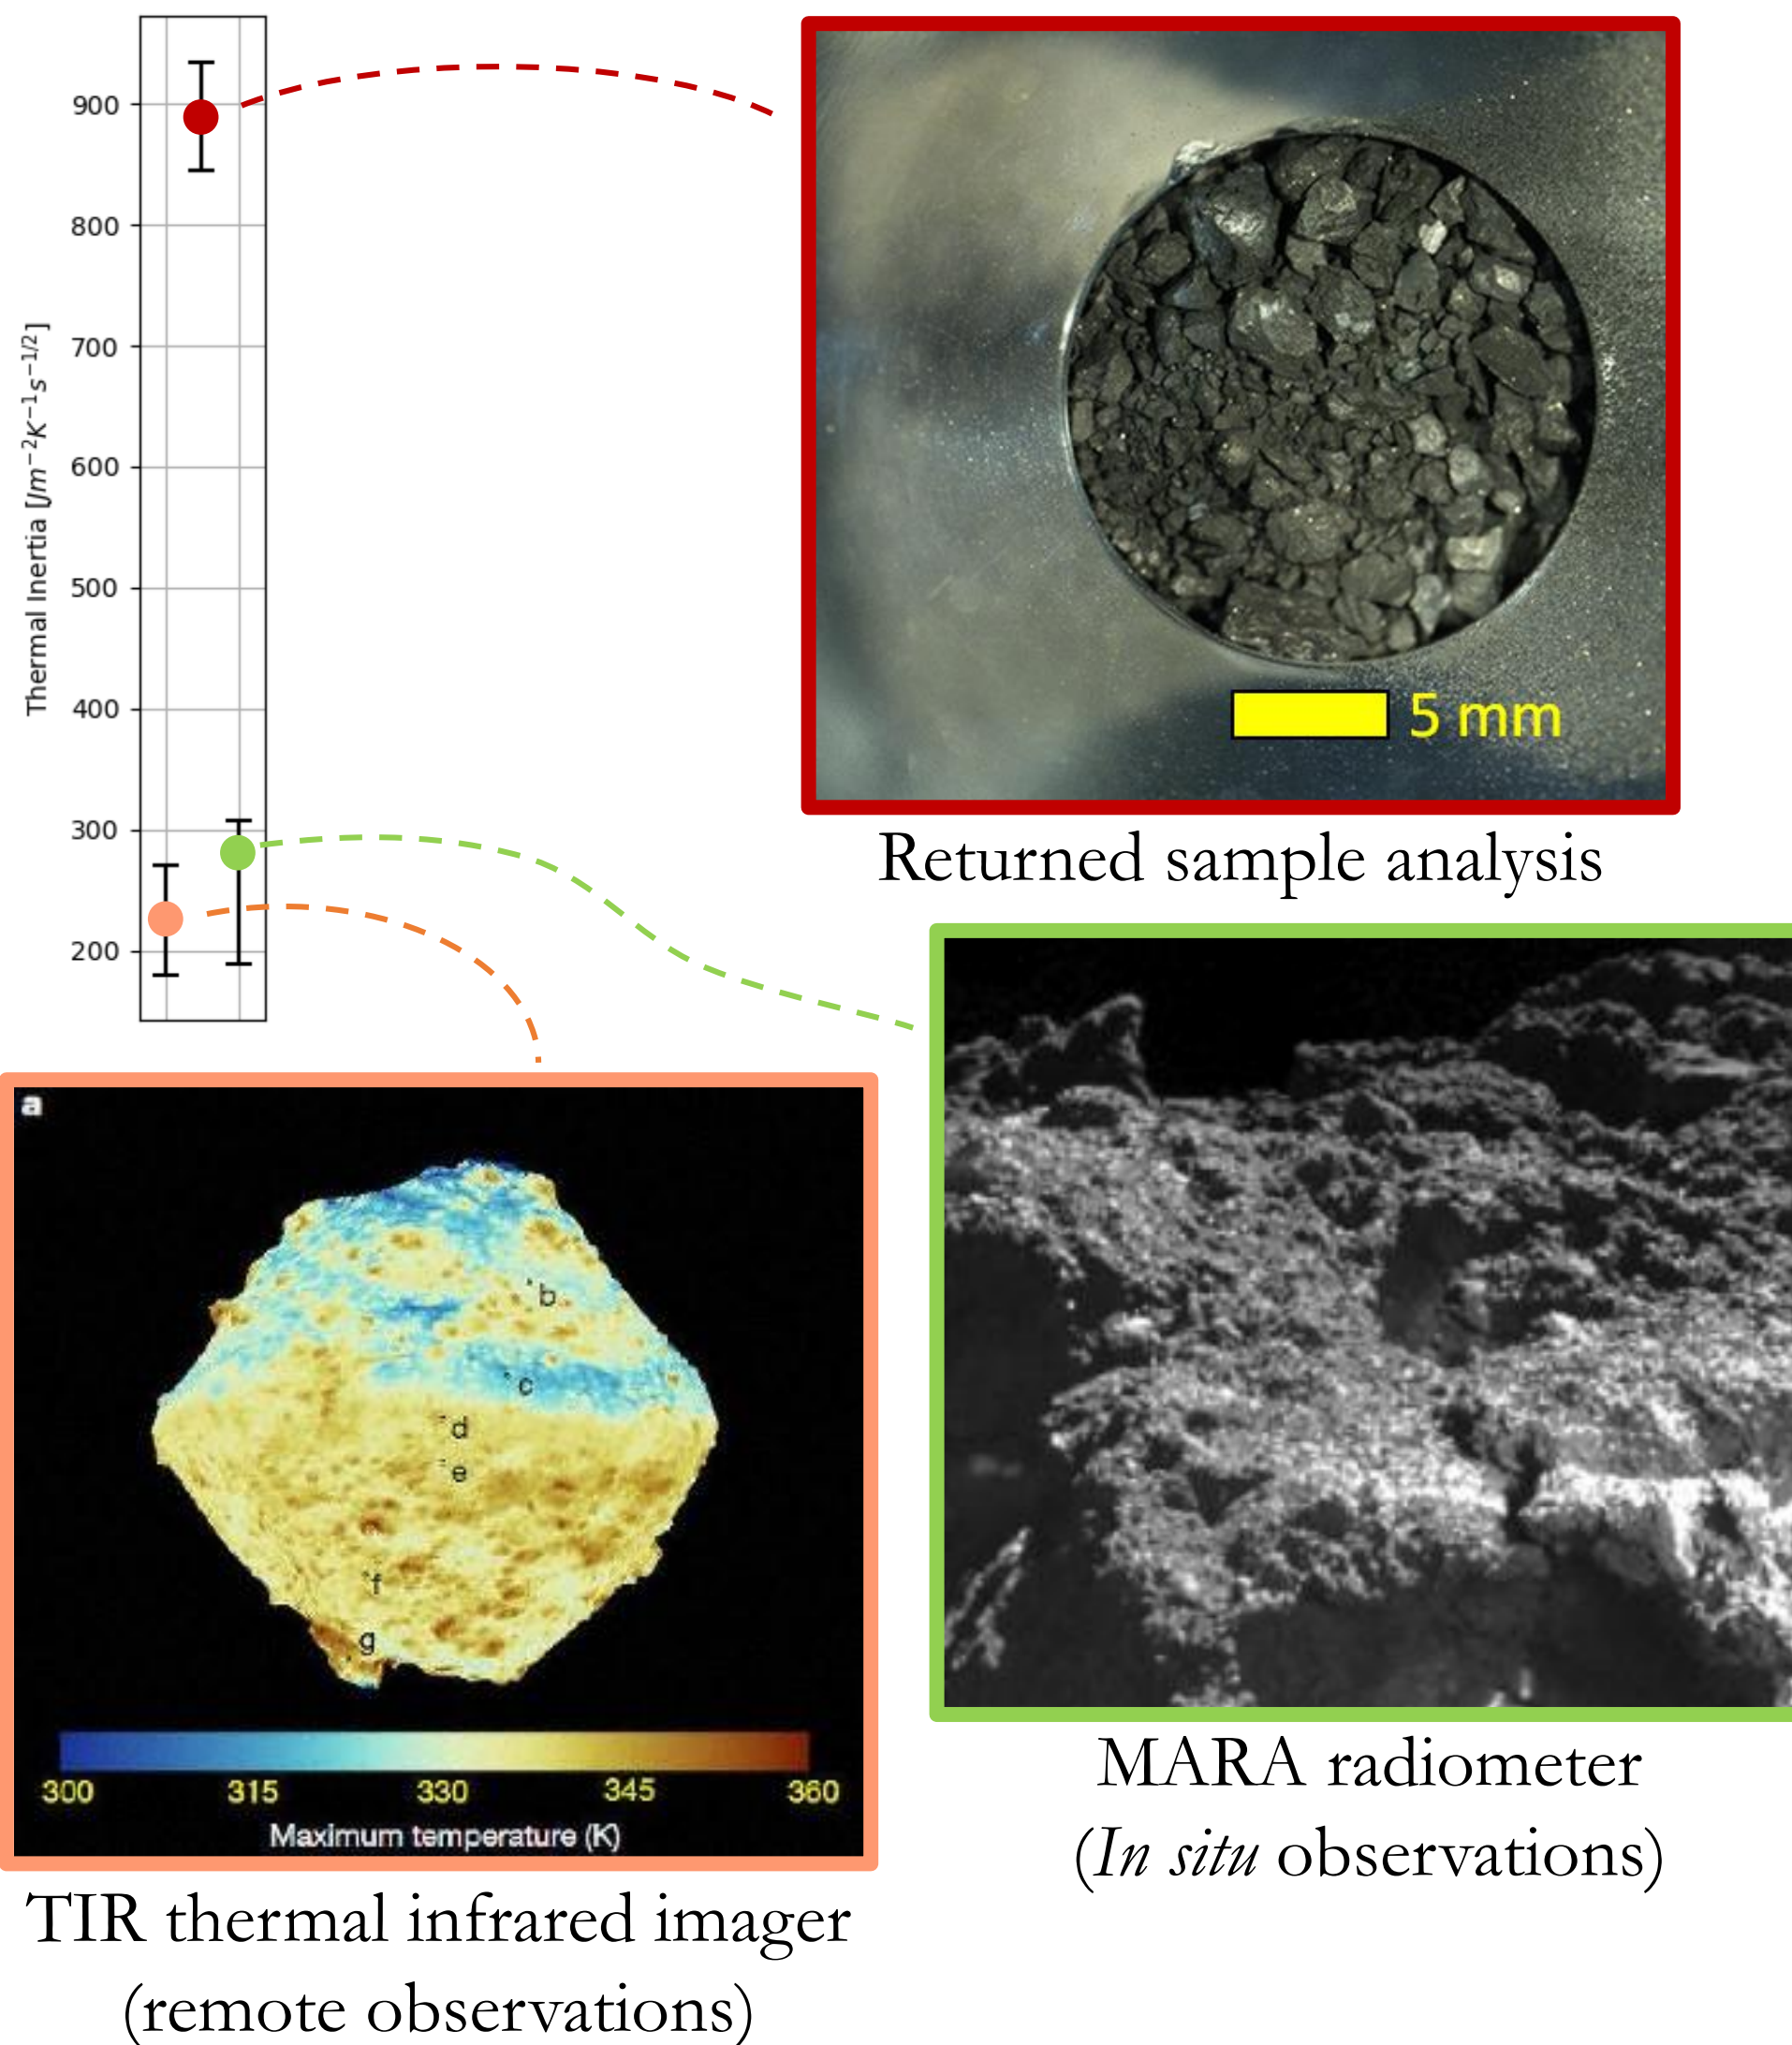 900
800
700
600
500
400
300
200
Thermal Inertia [Jm⁻²K⁻¹s⁻¹/²]
5 mm
Returned sample analysis
a
b
c
d
e
f
g
300 315 330 345 360
Maximum temperature (K)
TIR thermal infrared imager
(remote observations)
MARA radiometer
(In situ observations)